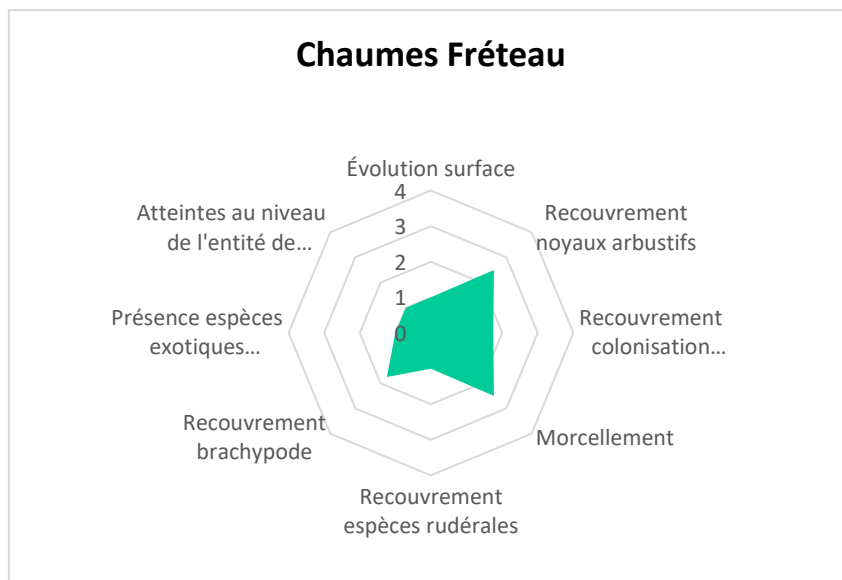 Chaumes Fréteau
Évolution surface
Recouvrement
noyaux arbustifs
Recouvrement
colonisation…
Morcellement
Recouvrement
espèces rudérales
Recouvrement
brachypode
Présence espèces
exotiques…
Atteintes au niveau
de l'entité de…
4
3
2
1
0